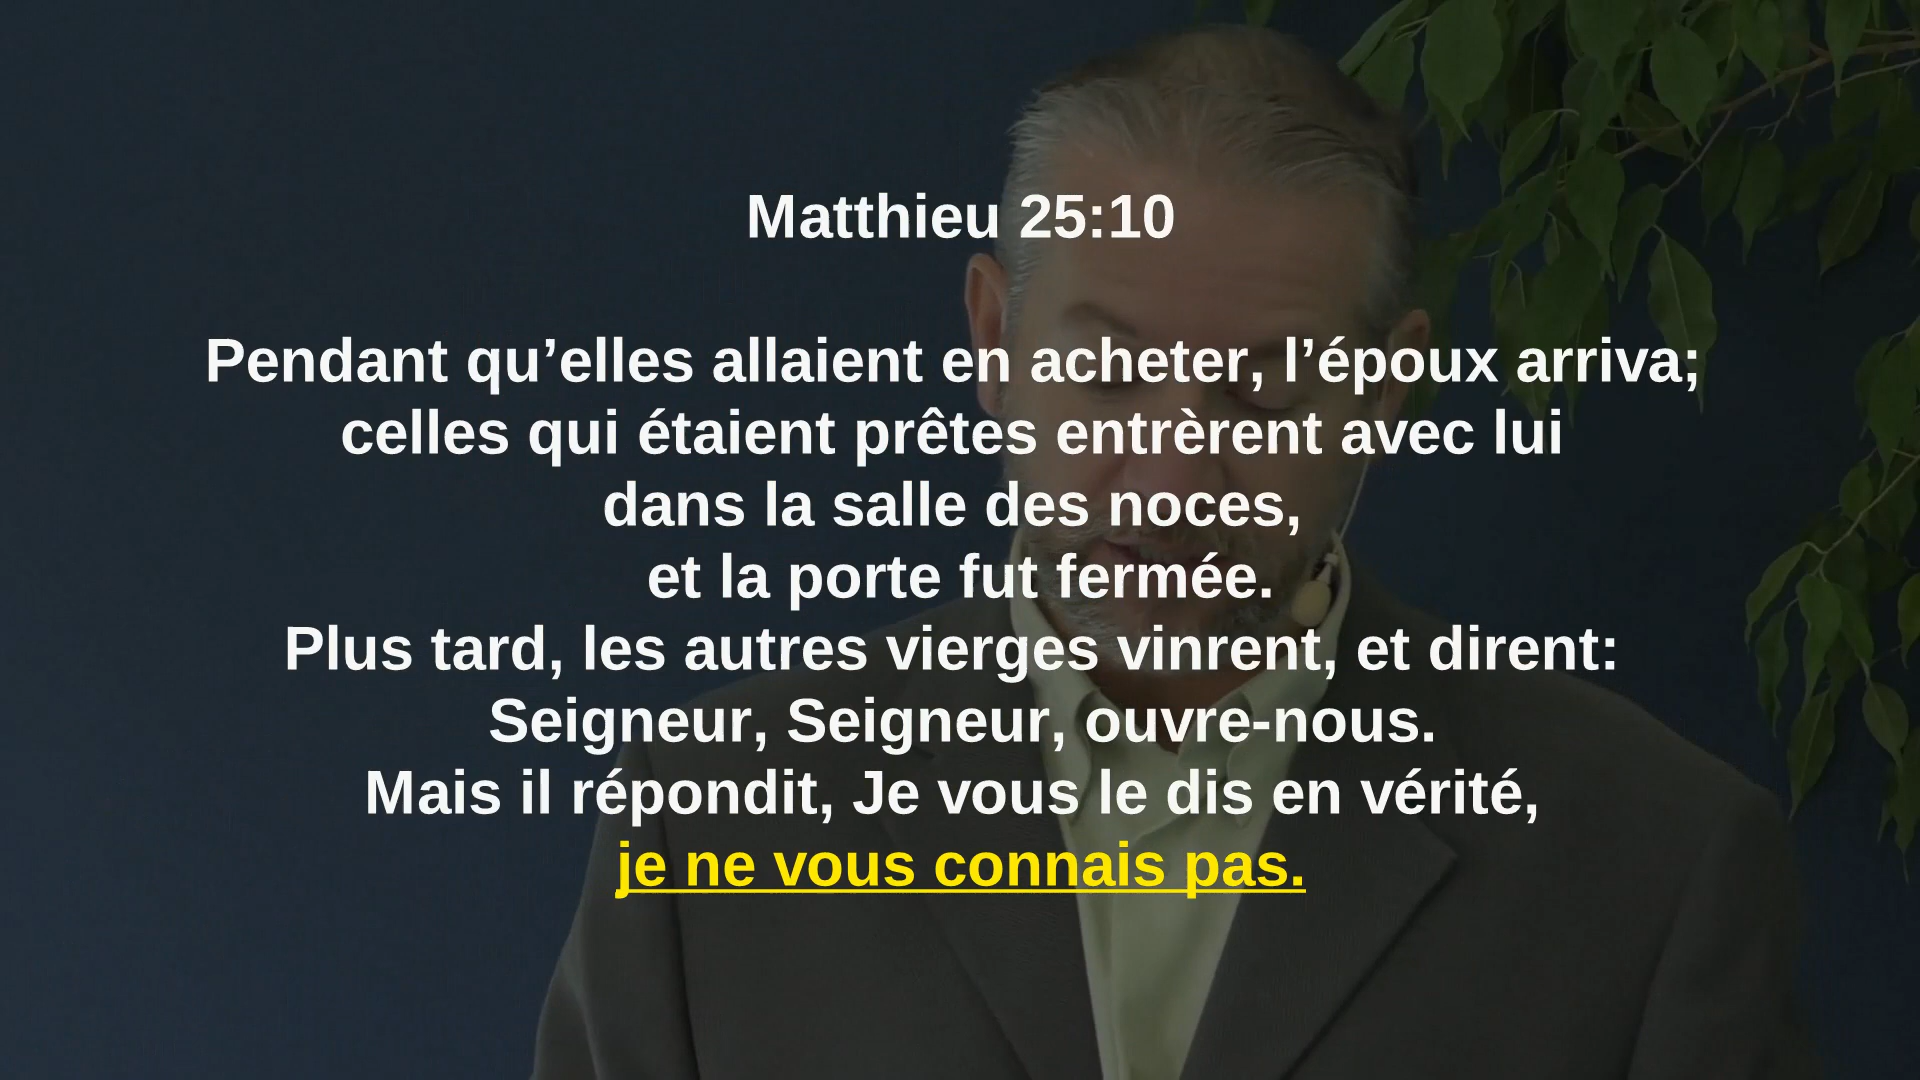 Matthieu 25:10
Pendant qu’elles allaient en acheter, l’époux arriva;
celles qui étaient prêtes entrèrent avec lui
dans la salle des noces,
et la porte fut fermée.
Plus tard, les autres vierges vinrent, et dirent:
Seigneur, Seigneur, ouvre-nous.
Mais il répondit, Je vous le dis en vérité,
je ne vous connais pas.